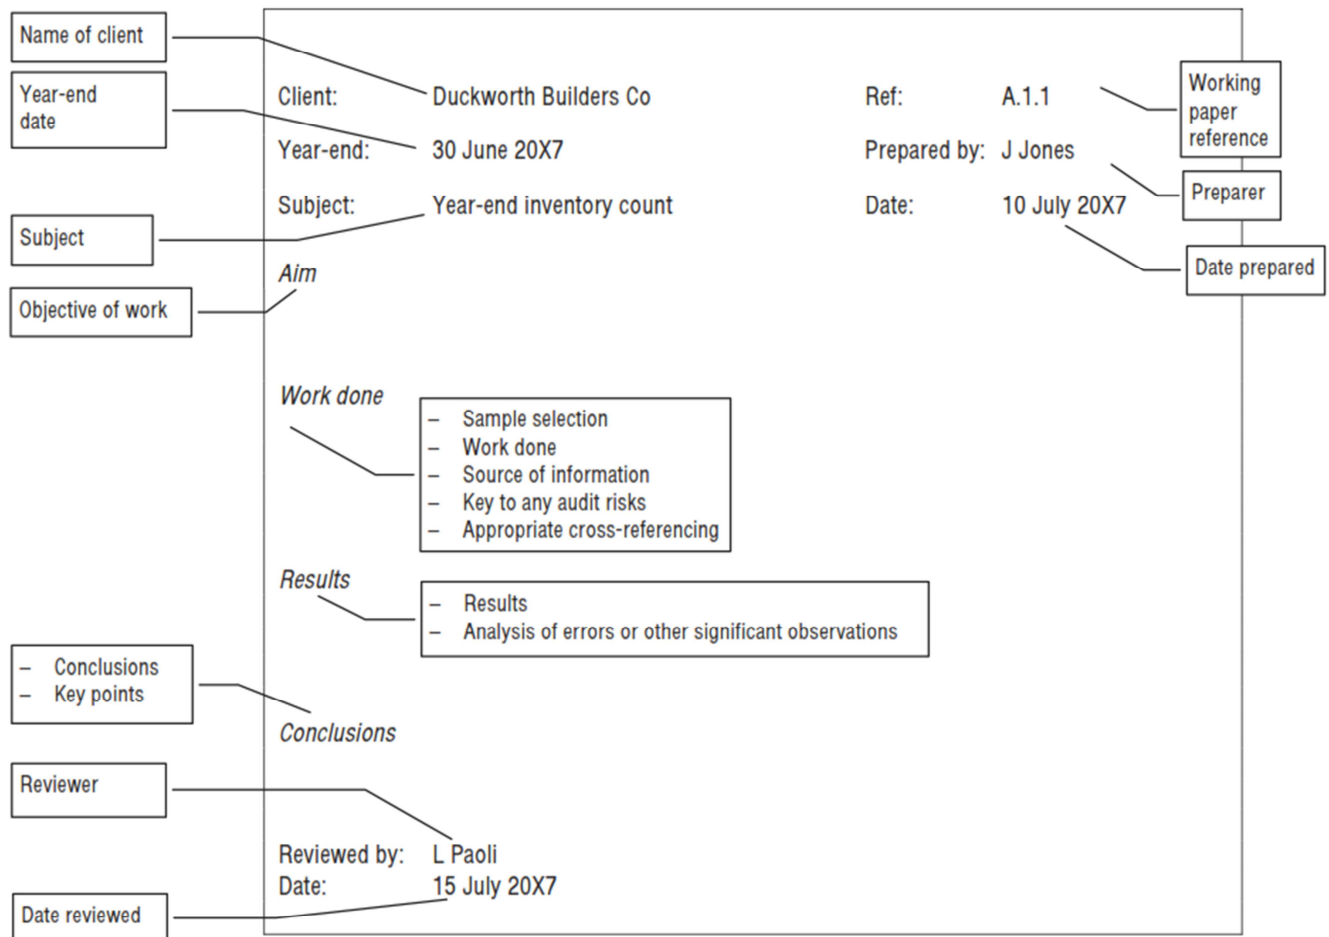 Name of client
Year-end
date
Client: Duckworth Builders Co Ref: A.1.1
Working
paper
reference
Year-end: 30 June 20X7 Prepared by: J Jones
Preparer
Subject: Year-end inventory count Date: 10 July 20X7
Subject
Date prepared
Aim
Objective of work
Work done
– Sample selection
– Work done
– Source of information
– Key to any audit risks
– Appropriate cross-referencing
Results
– Results
– Analysis of errors or other significant observations
– Conclusions
– Key points
Conclusions
Reviewer
Reviewed by: L Paoli
Date: 15 July 20X7
Date reviewed